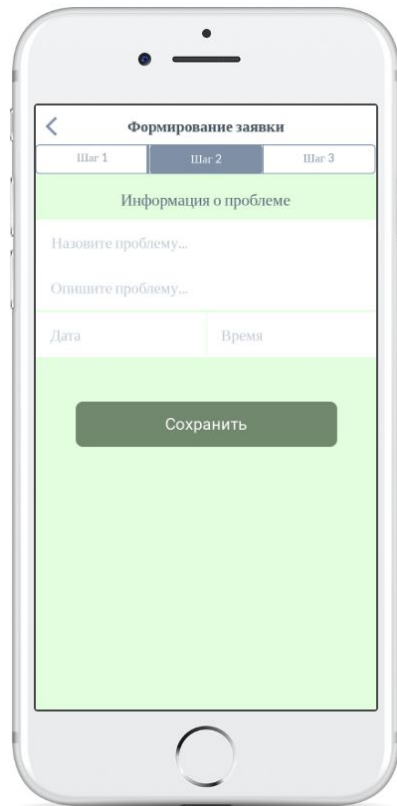 Формирование заявки
Шаг 1 Шаг 2 Шаг 3
Информация о проблеме
Назовите проблему...
Опишите проблему...
Дата Время
Сохранить